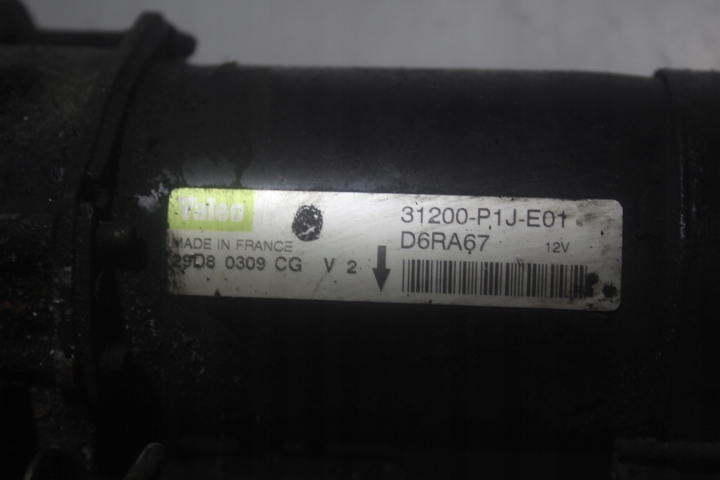 Valeo
MADE IN FRANCE
29D8 0309 CG V 2
31200-P1J-E01
D6RA67 12V